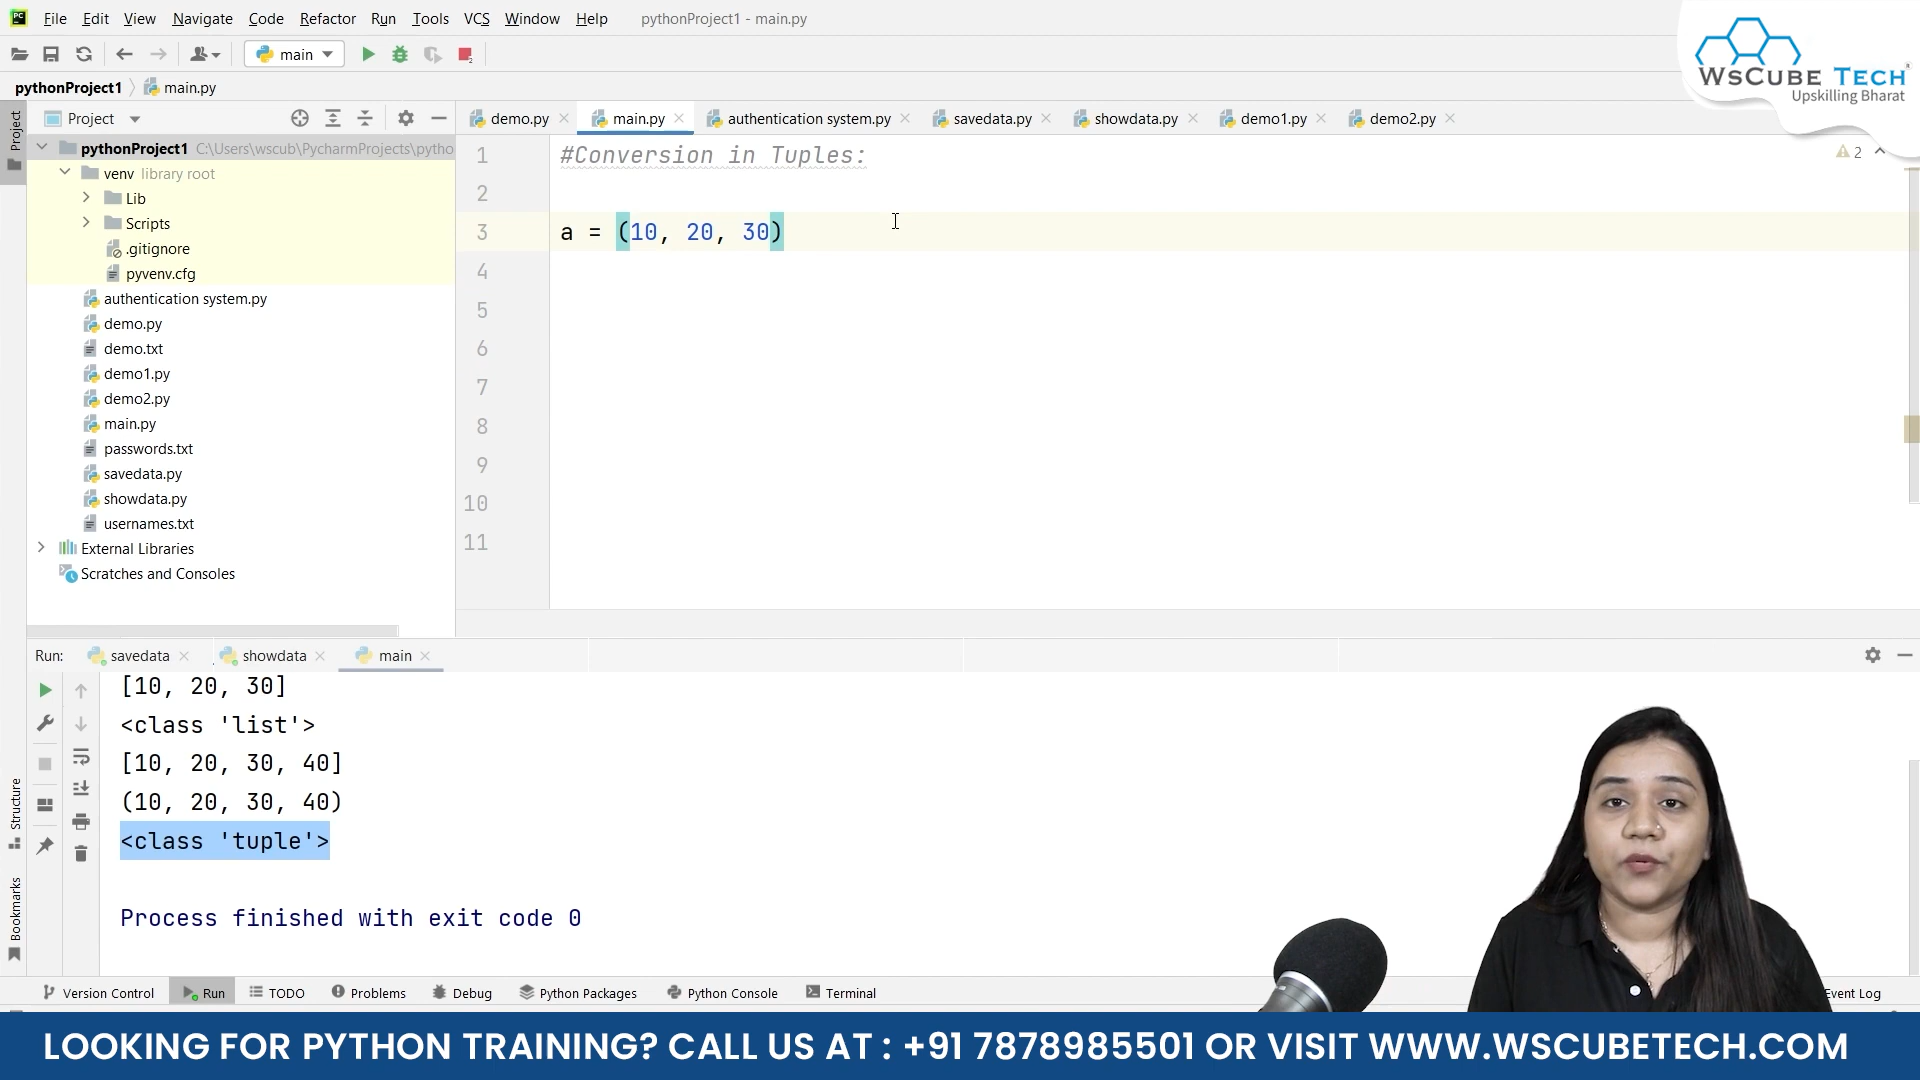 File Edit View Navigate Code Refactor Run Tools VCS Window Help pythonProject1 - main.py
main
pythonProject1 main.py
WsCube Tech
Upskilling Bharat
Project
Project
demo.py main.py authentication system.py savedata.py showdata.py demo1.py demo2.py
pythonProject1 C:\Users\wscub\PycharmProjects\pytho
venv library root
Lib
Scripts
.gitignore
pyvenv.cfg
authentication system.py
demo.py
demo.txt
demo1.py
demo2.py
main.py
passwords.txt
savedata.py
showdata.py
usernames.txt
External Libraries
Scratches and Consoles
2
1 #Conversion in Tuples:
2
3 a = (10, 20, 30)
4
5
6
7
8
9
10
11
Run: savedata showdata main
[10, 20, 30]
<class 'list'>
[10, 20, 30, 40]
(10, 20, 30, 40)
<class 'tuple'>
Process finished with exit code 0
Structure
Bookmarks
Version Control Run TODO Problems Debug Python Packages Python Console Terminal Event Log
LOOKING FOR PYTHON TRAINING? CALL US AT : +91 7878985501 OR VISIT WWW.WSCUBETECH.COM